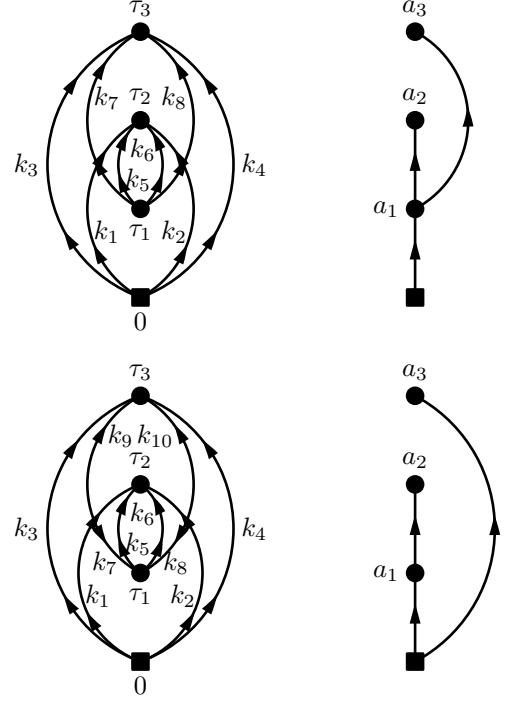 τ₃ a₃
k₇ τ₂ k₈ a₂
k₆
k₃ k₄
k₅
a₁
k₁ τ₁ k₂
0
τ₃ a₃
k₉ k₁₀
τ₂ a₂
k₆
k₃ k₄
k₅
k₇ k₈ a₁
k₁ τ₁ k₂
0